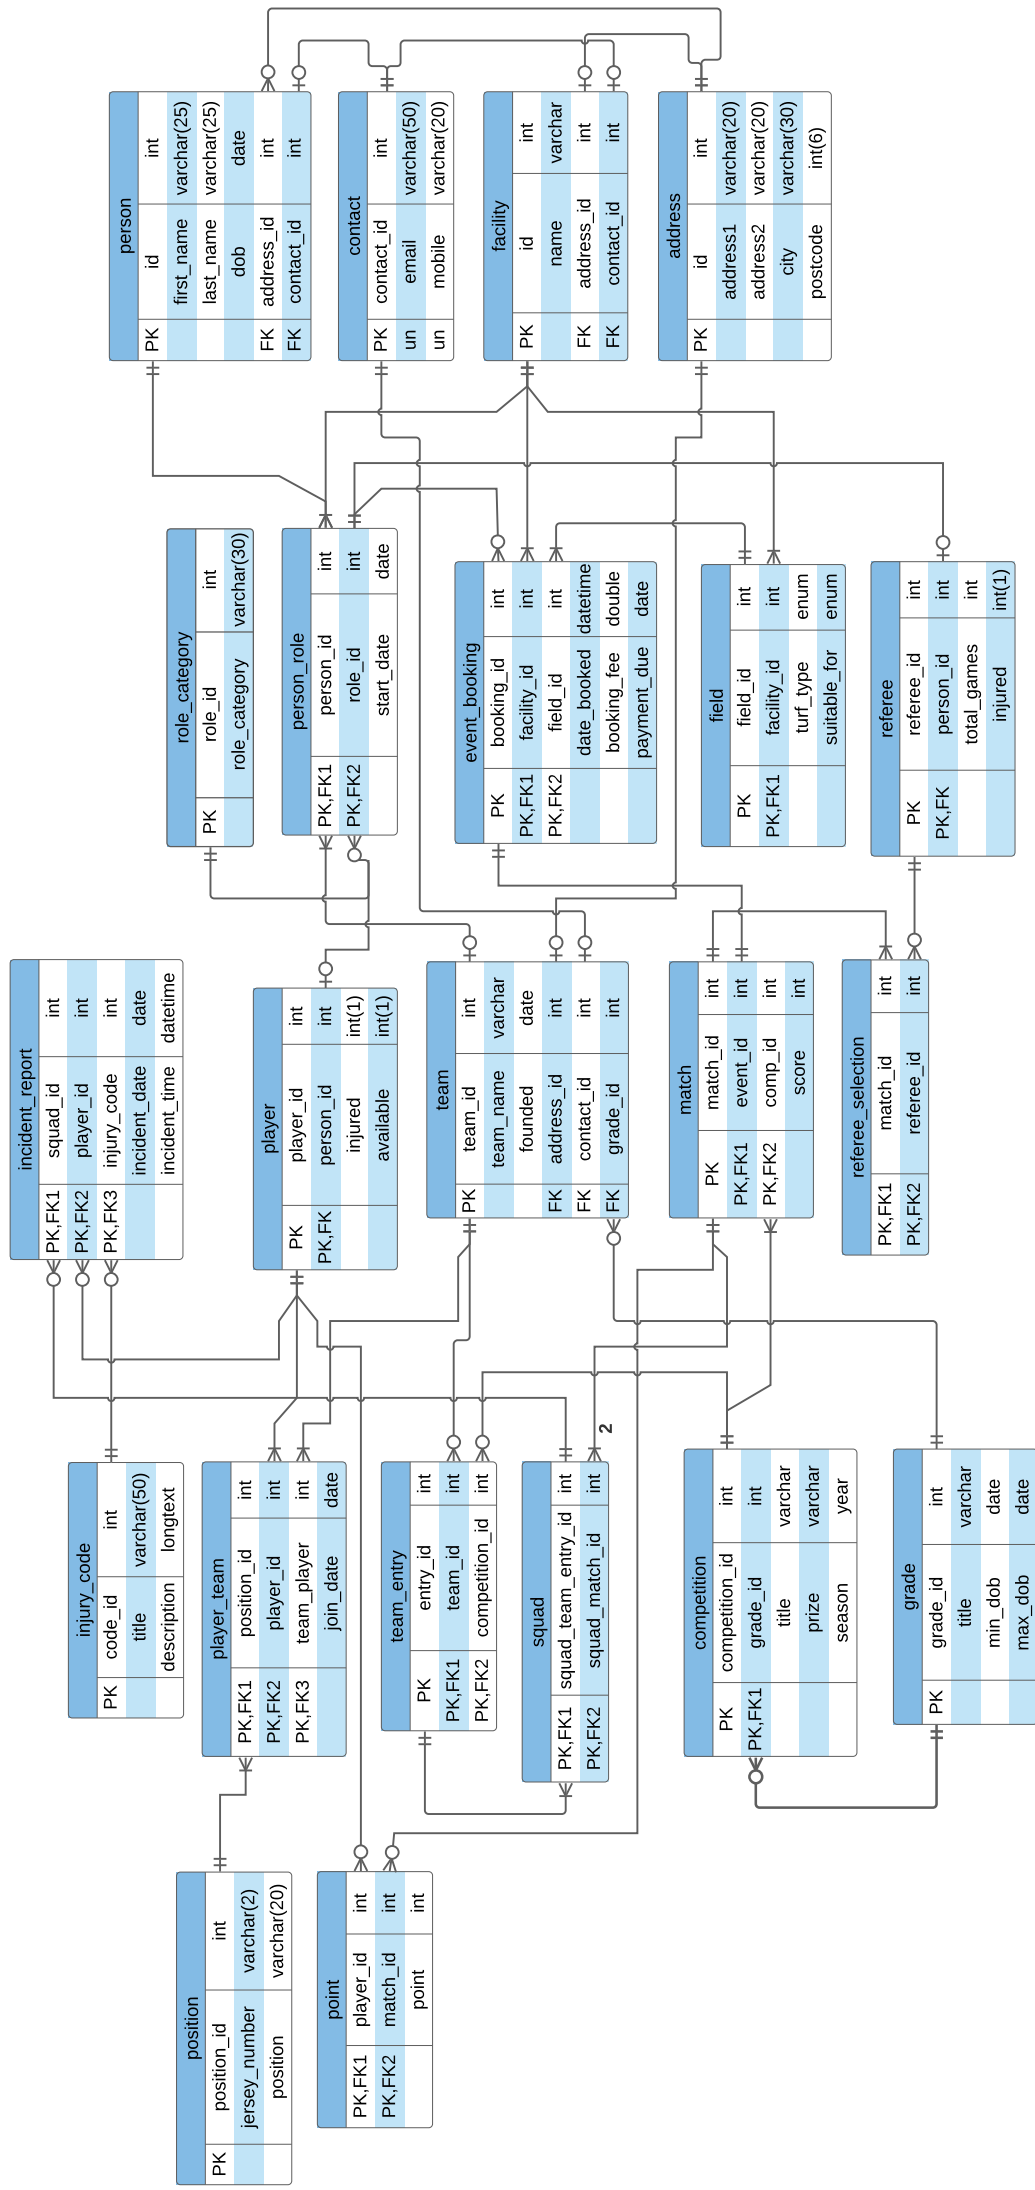 person
PK id int
first_name varchar(25)
last_name varchar(25)
dob date
FK address_id int
FK contact_id int
contact
PK contact_id int
un email varchar(50)
un mobile varchar(20)
facility
PK id int
name varchar
FK address_id int
FK contact_id int
address
PK id int
address1 varchar(20)
address2 varchar(20)
city varchar(30)
postcode int(6)
role_category
PK role_id int
role_category varchar(30)
person_role
PK,FK1 person_id int
PK,FK2 role_id int
start_date date
event_booking
PK booking_id int
PK,FK1 facility_id int
PK,FK2 field_id int
date_booked datetime
booking_fee double
payment_due date
field
PK field_id int
PK,FK1 facility_id int
turf_type enum
suitable_for enum
referee
PK referee_id int
PK,FK person_id int
total_games int
injured int(1)
incident_report
PK,FK1 squad_id int
PK,FK2 player_id int
PK,FK3 injury_code int
incident_date date
incident_time datetime
player
PK player_id int
PK,FK person_id int
injured int(1)
available int(1)
team
PK team_id int
team_name varchar
founded date
FK address_id int
FK contact_id int
FK grade_id int
match
PK match_id int
PK,FK1 event_id int
PK,FK2 comp_id int
score int
referee_selection
PK,FK1 match_id int
PK,FK2 referee_id int
injury_code
PK code_id int
title varchar(50)
description longtext
player_team
PK,FK1 position_id int
PK,FK2 player_id int
PK,FK3 team_player int
join_date date
team_entry
PK entry_id int
PK,FK1 team_id int
PK,FK2 competition_id int
2
squad
PK,FK1 squad_team_entry_id int
PK,FK2 squad_match_id int
competition
PK competition_id int
PK,FK1 grade_id int
title varchar
prize varchar
season year
grade
PK grade_id int
title varchar
min_dob date
max_dob date
position
PK position_id int
jersey_number varchar(2)
position varchar(20)
point
PK,FK1 player_id int
PK,FK2 match_id int
point int